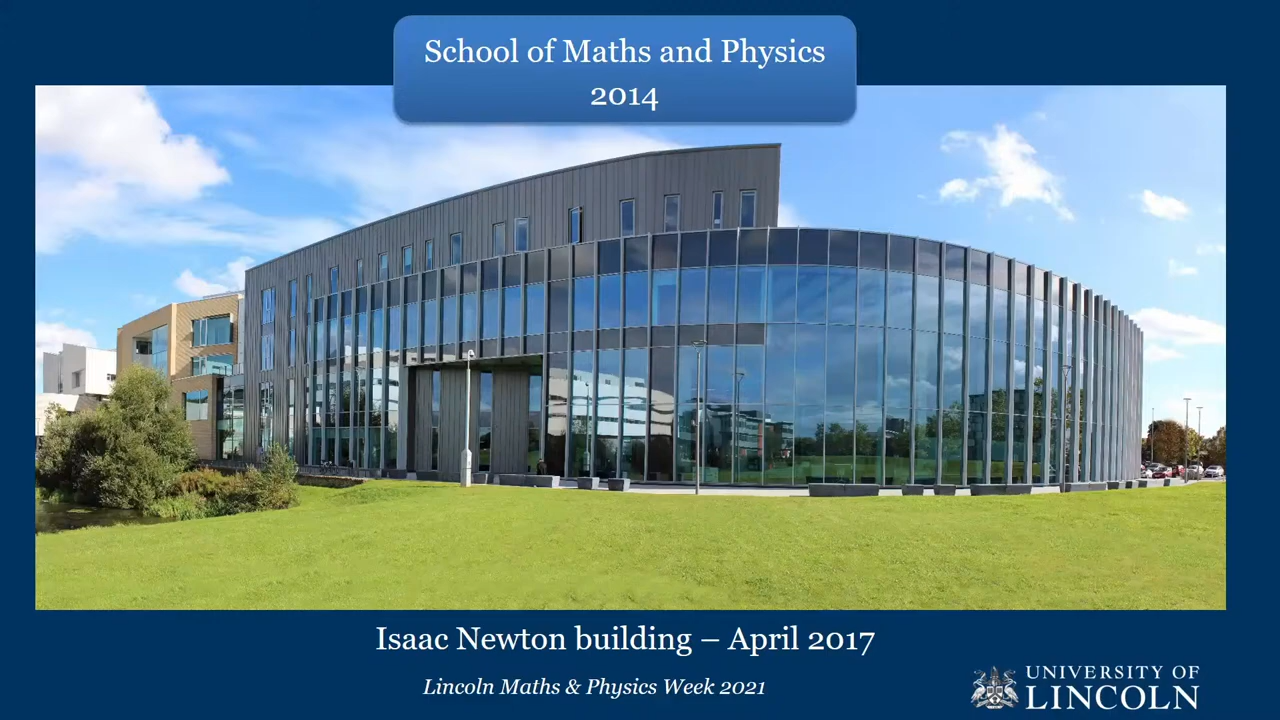 School of Maths and Physics
2014
Isaac Newton building – April 2017
Lincoln Maths & Physics Week 2021
UNIVERSITY OF
LINCOLN